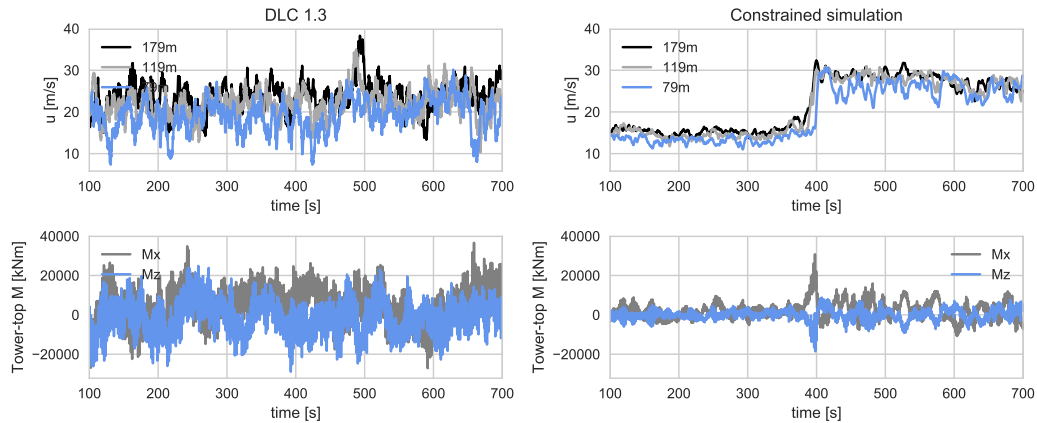 DLC 1.3
40
30
20
10
u [m/s]
179m
119m
79m
100 200 300 400 500 600 700
time [s]
Constrained simulation
40
30
20
10
u [m/s]
179m
119m
79m
100 200 300 400 500 600 700
time [s]
40000
20000
0
−20000
Tower-top M [kNm]
Mx
Mz
100 200 300 400 500 600 700
time [s]
40000
20000
0
−20000
Tower-top M [kNm]
Mx
Mz
100 200 300 400 500 600 700
time [s]